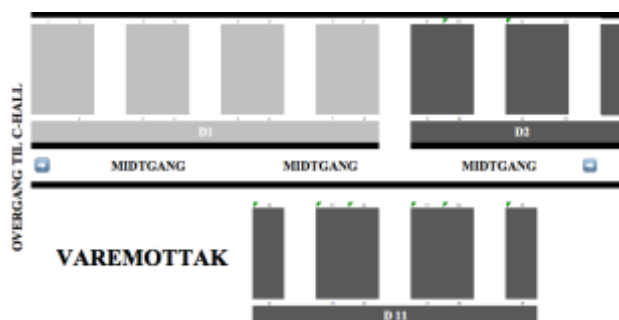 OVERGANG TIL C-HALL
D1
D2
MIDTGANG MIDTGANG MIDTGANG
VAREMOTTAK
D 11